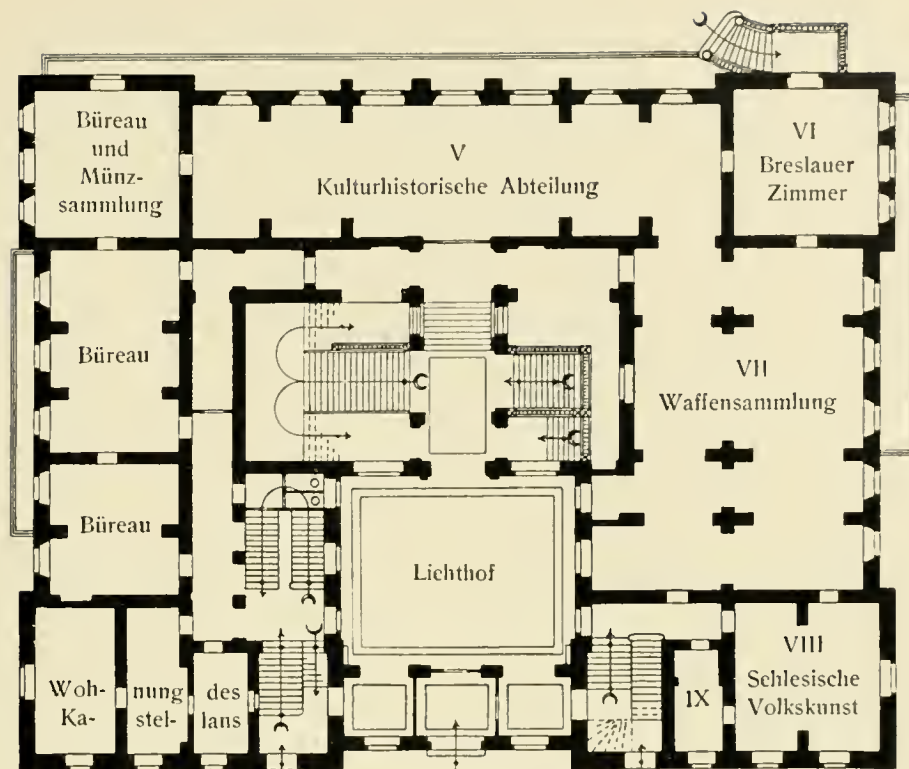 Büreau
und
Münz-
sammlung
V
Kulturhistorische Abteilung
VI
Breslauer
Zimmer
Büreau
VII
Waffensammlung
Büreau
Lichthof
Woh-
Ka-
nung
stel-
des
lans
IX
VIII
Schlesische
Volkskunst